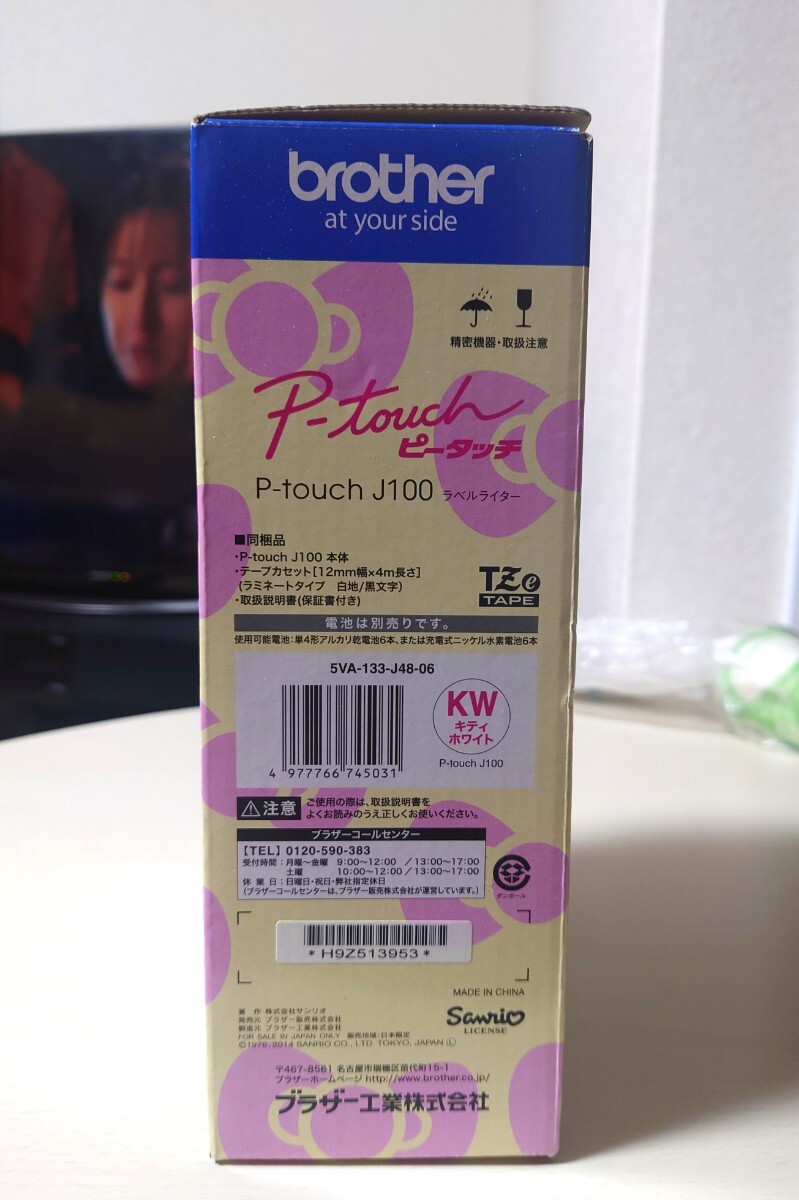 brother
at your side
精密機器・取扱注意
P-touch
ピータッチ
P-touch J100 ラベルライター
■同梱品
・P-touch J100 本体
・テープカセット[12mm幅×4m長さ]
(ラミネートタイプ 白地/黒文字)
・取扱説明書(保証書付き)
TZe
TAPE
電池は別売りです。
使用可能電池:単4形アルカリ乾電池6本、または充電式ニッケル水素電池6本
5VA-133-J48-06
KW
キティ
ホワイト
4 977766 745031
P-touch J100
注意 ご使用の際は、取扱説明書を
よくお読みのうえ正しくお使いください。
ブラザーコールセンター
【TEL】0120-590-383
受付時間:月曜～金曜 9:00～12:00 /13:00～17:00
土曜 10:00～12:00/13:00～17:00
休業日:日曜日・祝日・弊社指定休日
(ブラザーコールセンターは、ブラザー販売株式会社が運営しています。)
ダンボール
*H9Z513953*
MADE IN CHINA
著作 株式会社サンリオ
発売元 ブラザー販売株式会社
製造元 ブラザー工業株式会社
FOR SALE IN JAPAN ONLY 販売地域:日本限定
©1976, 2014 SANRIO CO., LTD. TOKYO, JAPAN Ⓛ
Sanrio
LICENSE
〒467-8561 名古屋市瑞穂区苗代町15-1
ブラザーホームページ http://www.brother.co.jp/
ブラザー工業株式会社